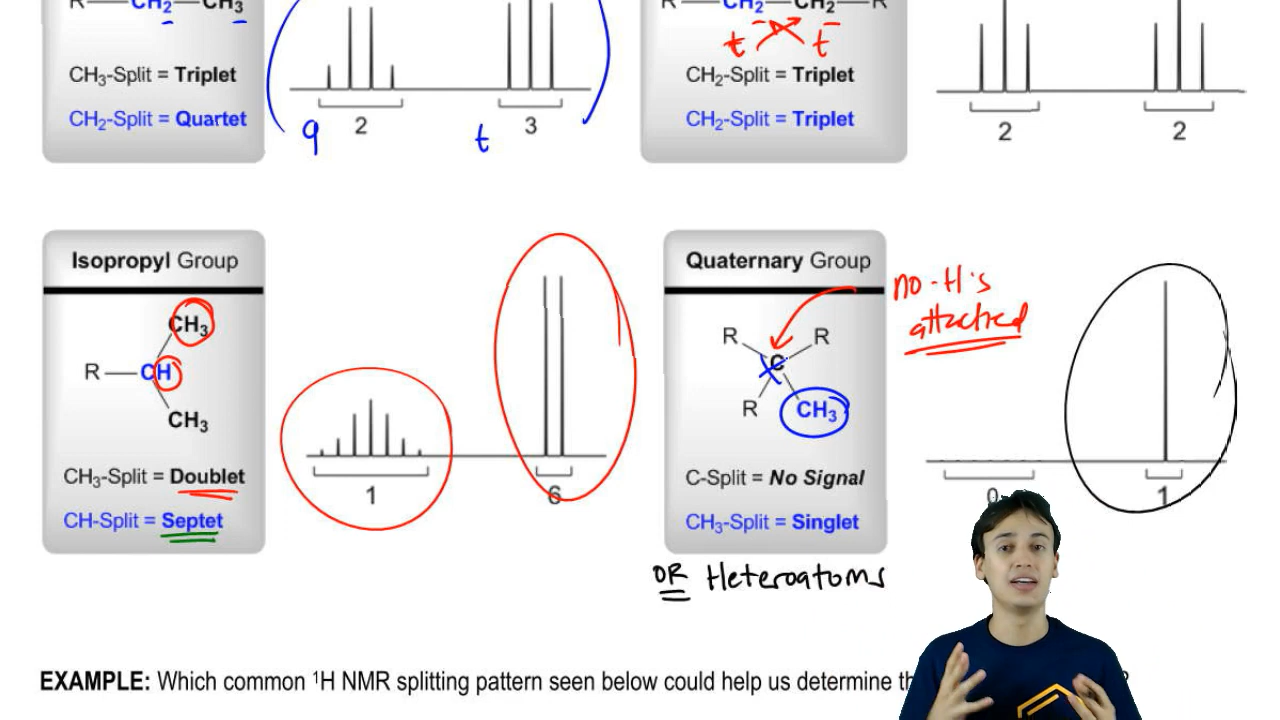 R—CH2—CH3
CH3-Split = Triplet
CH2-Split = Quartet
q
2
t
3
R—CH2—CH2—R
t
t
CH2-Split = Triplet
CH2-Split = Triplet
2
2
Isopropyl Group
CH3
R—CH
CH3
CH3-Split = Doublet
CH-Split = Septet
1
6
Quaternary Group
R
R
C
R
CH3
C-Split = No Signal
CH3-Split = Singlet
no-H's
attached
0
1
OR Heteroatoms
EXAMPLE: Which common ¹H NMR splitting pattern seen below could help us determine